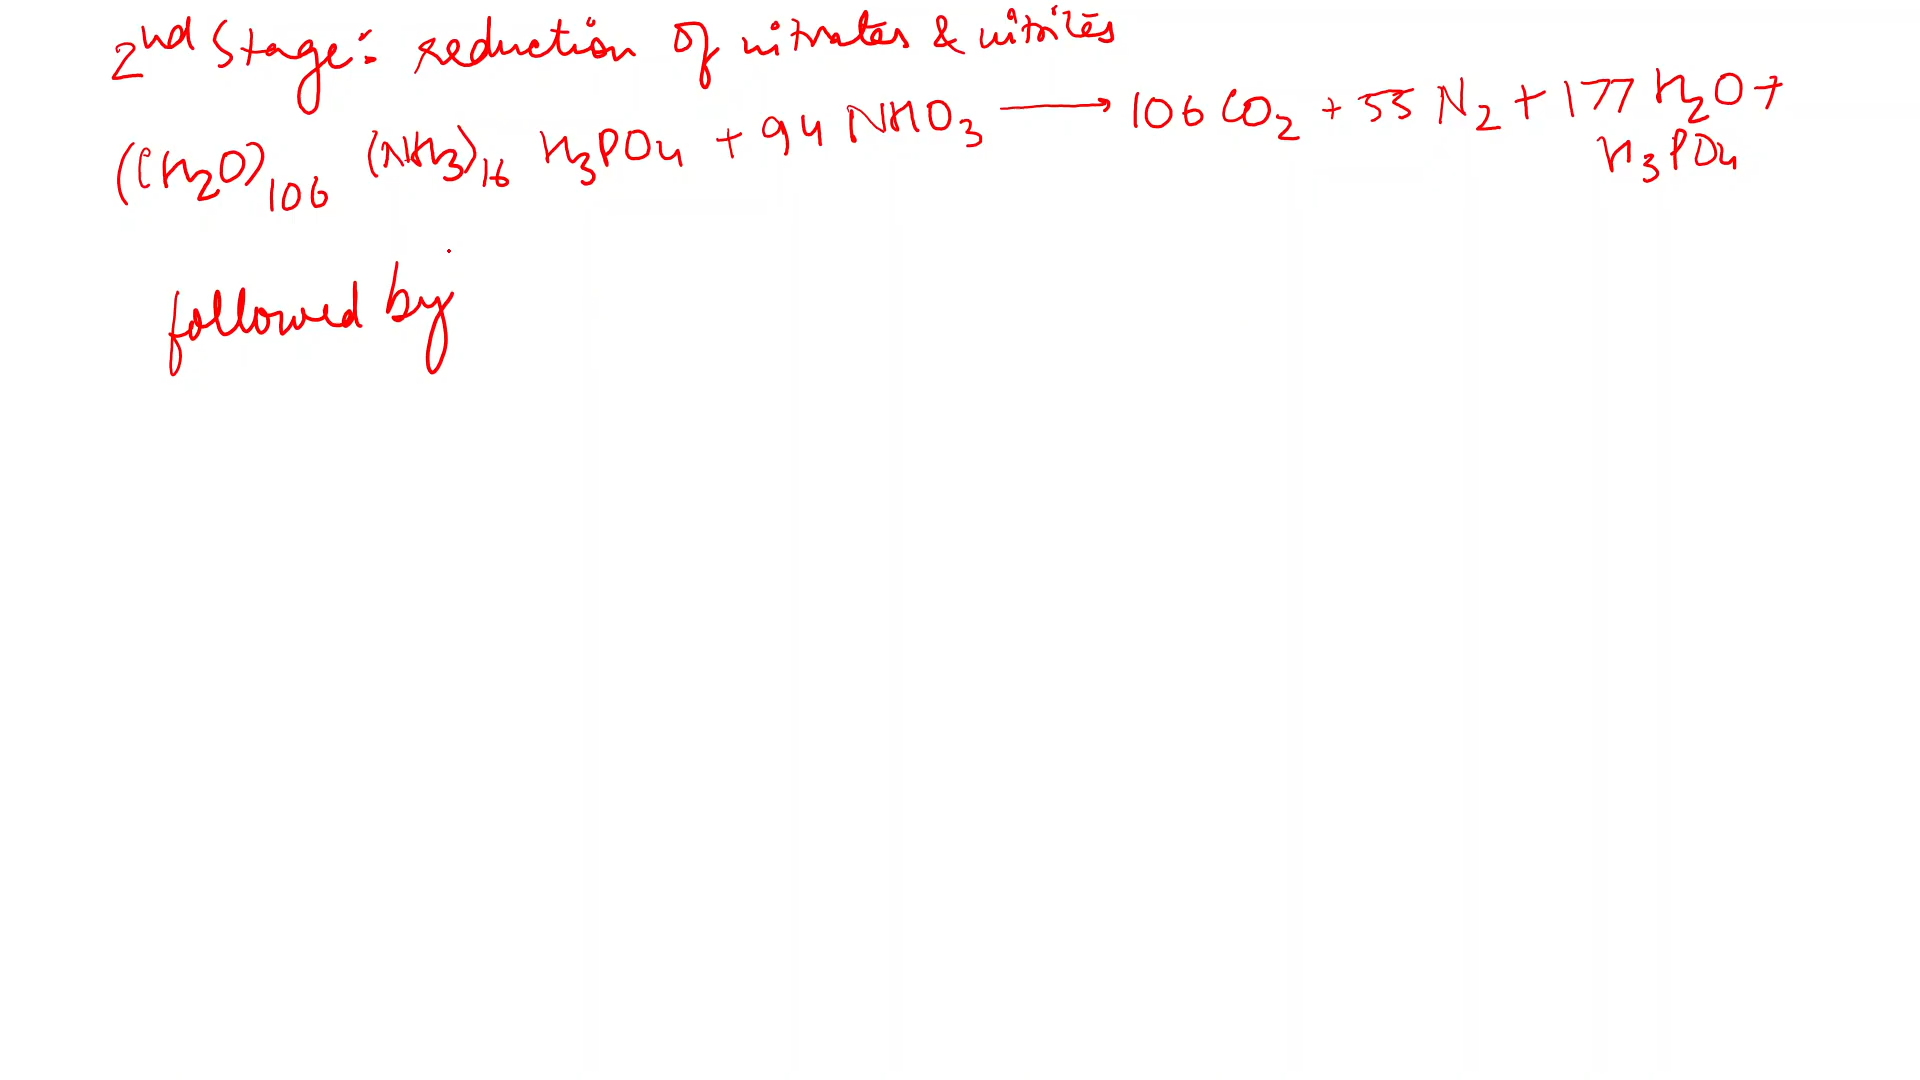 2nd Stage: reduction of nitrates & nitrites
(CH2O)106 (NH3)16 H3PO4 + 94 NHO3 ⟶ 106 CO2 + 55 N2 + 177 H2O +
H3PO4
followed by